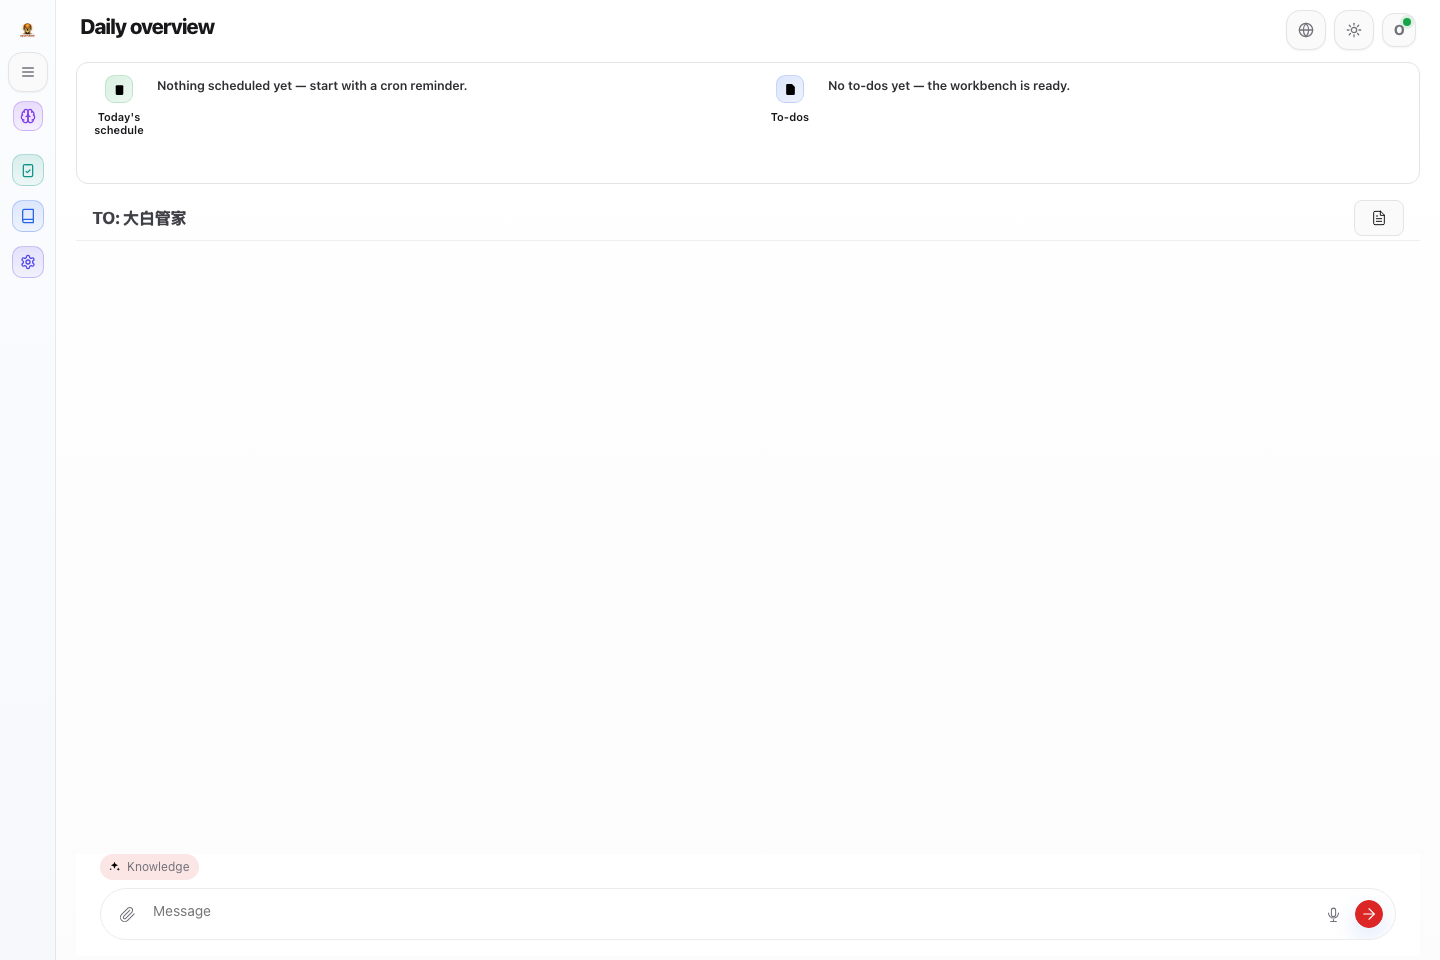 Daily overview
O
Nothing scheduled yet — start with a cron reminder.
Today's
schedule
No to-dos yet — the workbench is ready.
To-dos
TO: 大白管家
Knowledge
Message